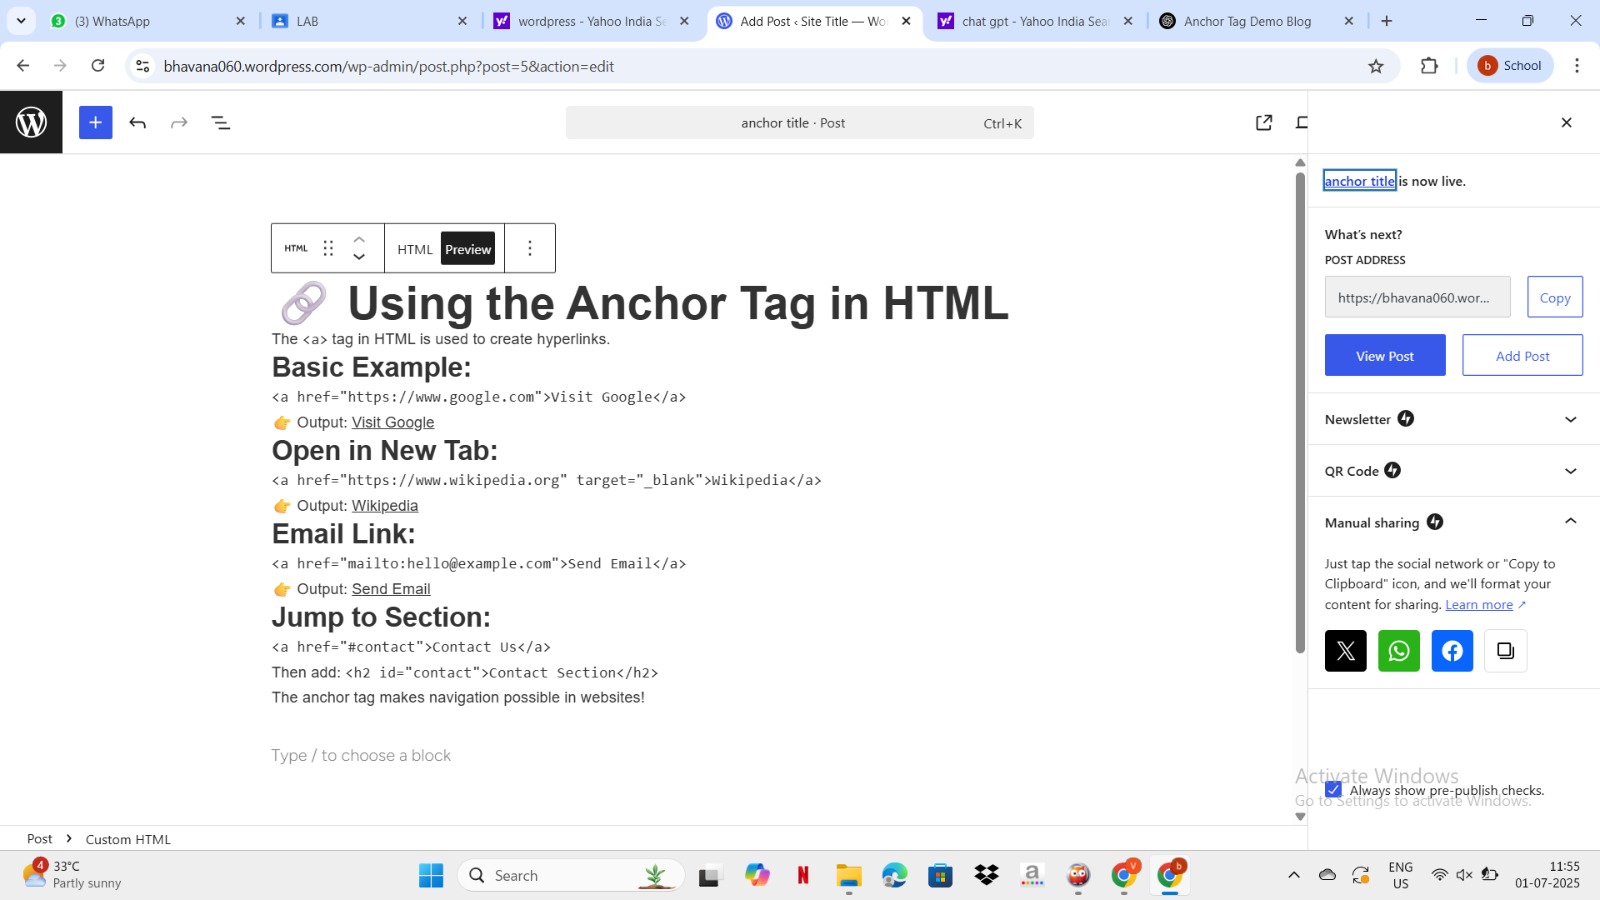 (3) WhatsApp
LAB
wordpress - Yahoo India Se
Add Post ‹ Site Title — Wo
chat gpt - Yahoo India Sear
Anchor Tag Demo Blog
bhavana060.wordpress.com/wp-admin/post.php?post=5&action=edit
b School
anchor title · Post Ctrl+K
anchor title is now live.
HTML HTML Preview
What's next?
POST ADDRESS
https://bhavana060.wor... Copy
View Post Add Post
🔗 Using the Anchor Tag in HTML
The <a> tag in HTML is used to create hyperlinks.
Basic Example:
<a href="https://www.google.com">Visit Google</a>
👉 Output: Visit Google
Open in New Tab:
<a href="https://www.wikipedia.org" target="_blank">Wikipedia</a>
👉 Output: Wikipedia
Email Link:
<a href="mailto:hello@example.com">Send Email</a>
👉 Output: Send Email
Jump to Section:
<a href="#contact">Contact Us</a>
Then add: <h2 id="contact">Contact Section</h2>
The anchor tag makes navigation possible in websites!
Type / to choose a block
Newsletter
QR Code
Manual sharing
Just tap the social network or "Copy to
Clipboard" icon, and we'll format your
content for sharing. Learn more ↗
Activate Windows
Always show pre-publish checks.
Go to Settings to activate Windows.
Post › Custom HTML
4
33°C
Partly sunny
Search
ENG
US
11:55
01-07-2025